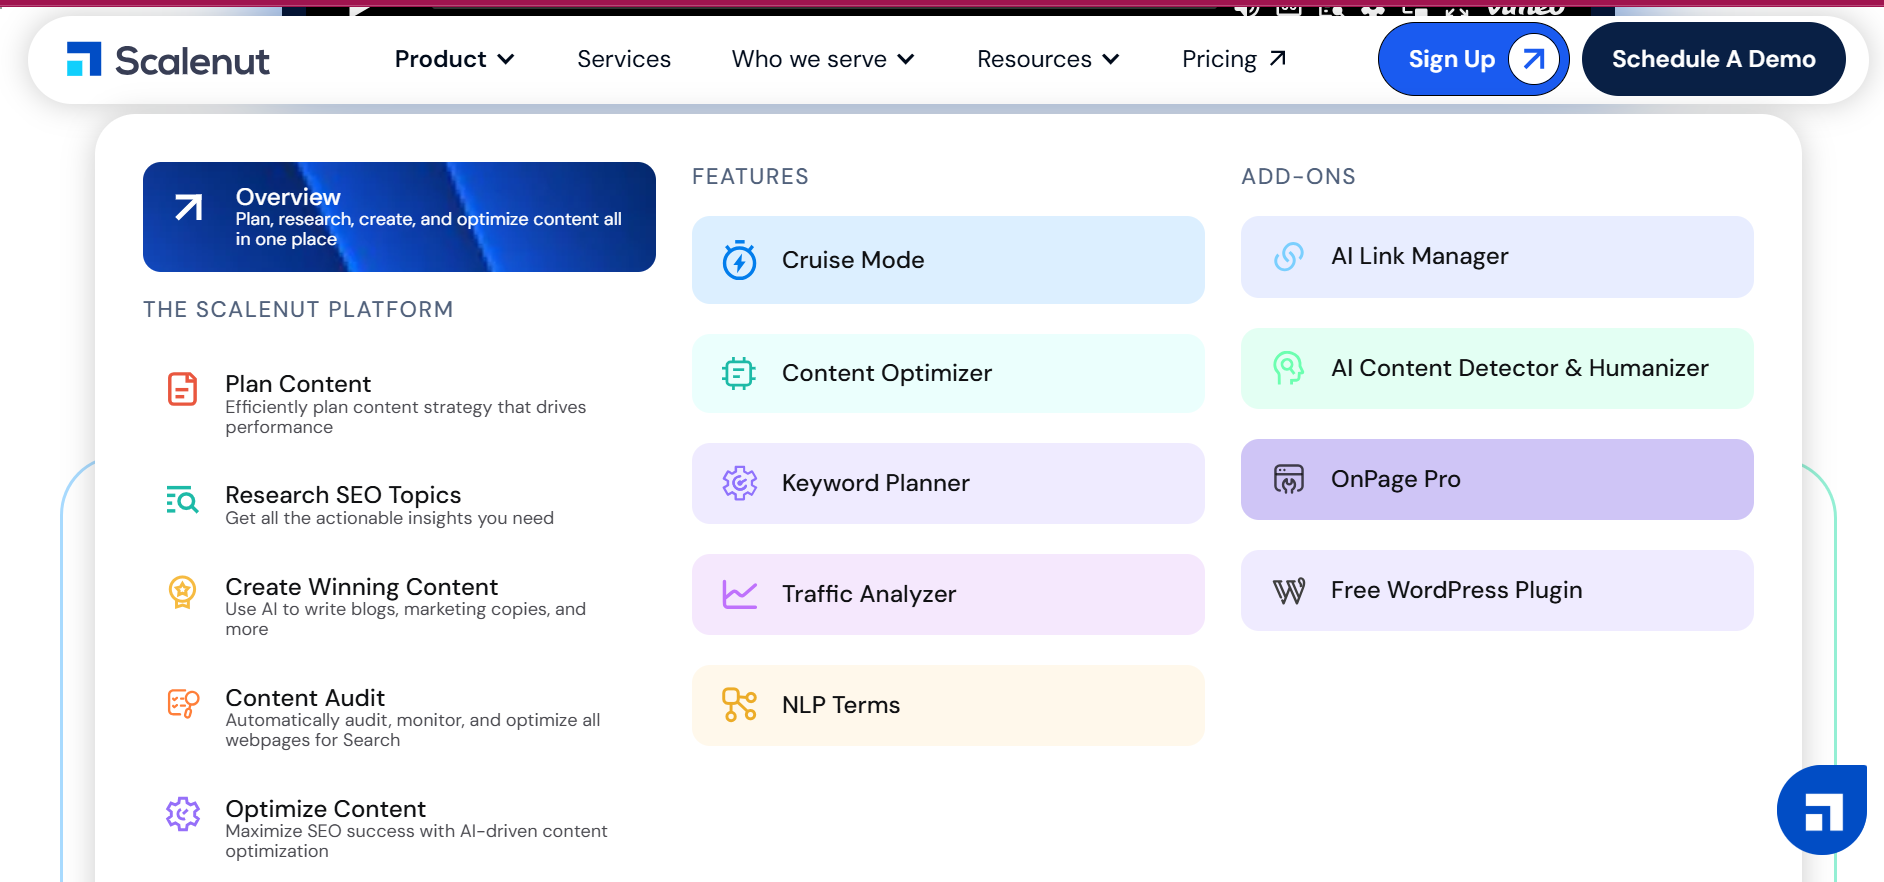 vimeo
Scalenut
Product
Services
Who we serve
Resources
Pricing
Sign Up
Schedule A Demo
Overview
Plan, research, create, and optimize content all
in one place
THE SCALENUT PLATFORM
Plan Content
Efficiently plan content strategy that drives
performance
Research SEO Topics
Get all the actionable insights you need
Create Winning Content
Use AI to write blogs, marketing copies, and
more
Content Audit
Automatically audit, monitor, and optimize all
webpages for Search
Optimize Content
Maximize SEO success with AI-driven content
optimization
FEATURES
Cruise Mode
Content Optimizer
Keyword Planner
Traffic Analyzer
NLP Terms
ADD-ONS
AI Link Manager
AI Content Detector & Humanizer
OnPage Pro
Free WordPress Plugin